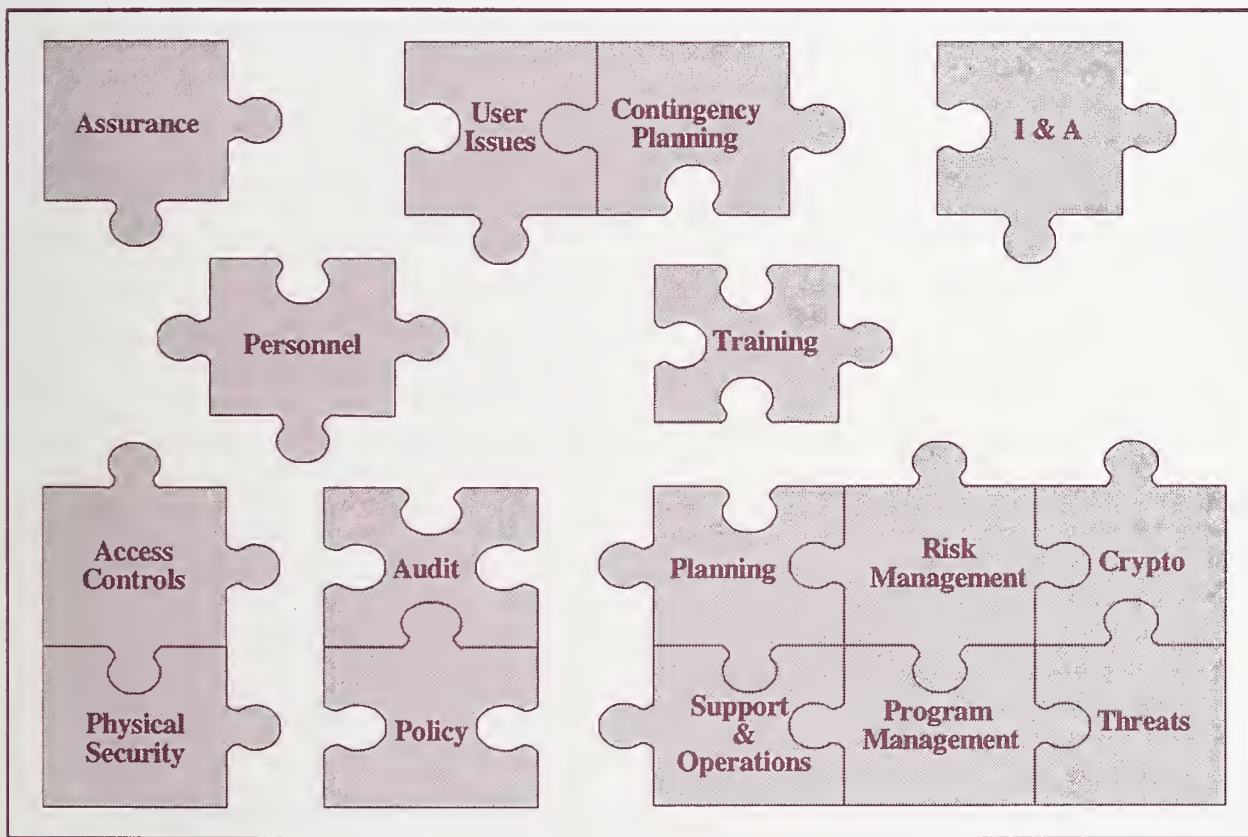 Assurance
User
Issues
Contingency
Planning
I & A
Personnel
Training
Access
Controls
Audit
Planning
Risk
Management
Crypto
Physical
Security
Policy
Support
&
Operations
Program
Management
Threats